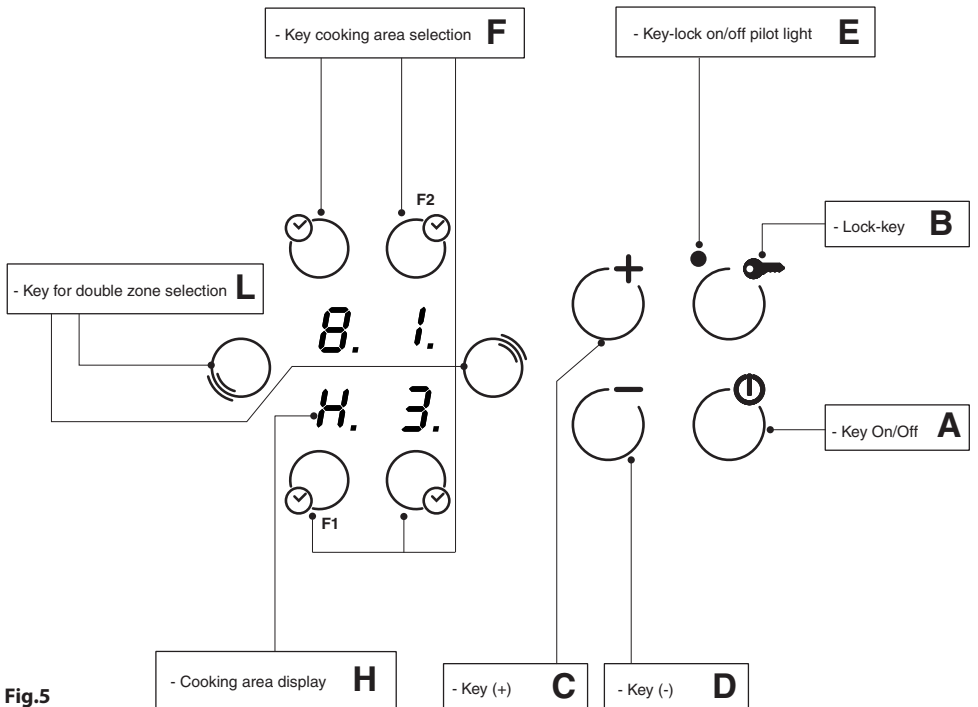 - Key cooking area selection F
- Key-lock on/off pilot light E
F2
- Lock-key B
- Key for double zone selection L
8. 1.
H. 3.
- Key On/Off A
F1
- Cooking area display H
- Key (+) C
- Key (-) D
Fig.5